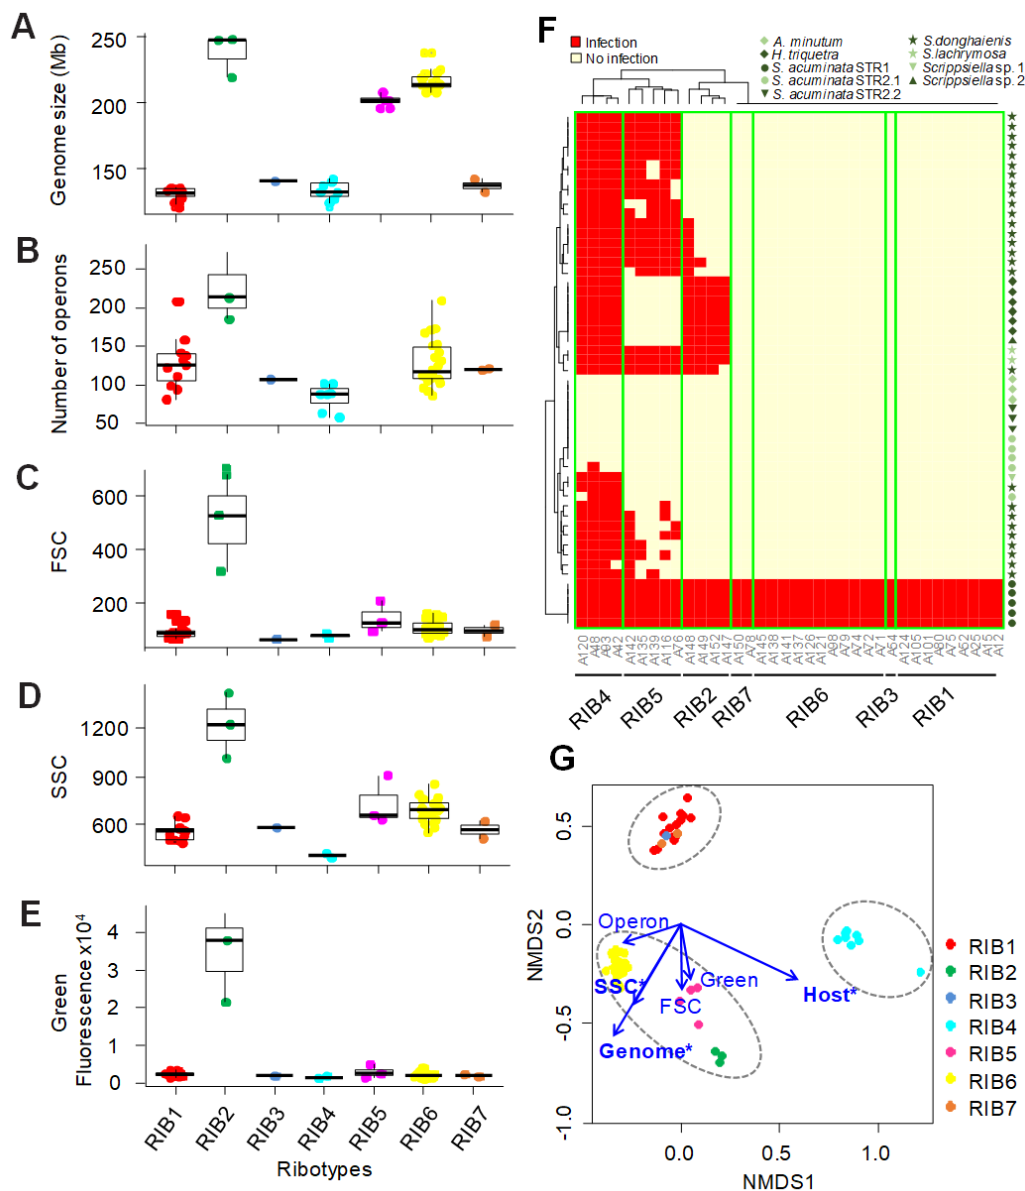 A
Genome size (Mb)
250
200
150
B
Number of operons
250
200
150
100
50
C
FSC
600
400
200
D
SSC
1200
900
600
E
Green
Fluorescence x10⁴
4
3
2
1
0
RIB1
RIB2
RIB3
RIB4
RIB5
RIB6
RIB7
Ribotypes
F
Infection
No infection
A. minutum
H. triquetra
S. acuminata STR1
S. acuminata STR2.1
S. acuminata STR2.2
S.donghaienis
S.lachrymosa
Scrippsiella sp. 1
Scrippsiella sp. 2
A120
A48
A93
A42
A142
A135
A139
A116
A76
A148
A149
A152
A147
A150
A78
A145
A138
A141
A137
A126
A121
A98
A79
A74
A72
A71
A54
A124
A105
A101
A80
A75
A52
A25
A15
A12
RIB4
RIB5
RIB2
RIB7
RIB6
RIB3
RIB1
G
NMDS2
0.5
0.0
-0.5
-1.0
Operon
SSC*
FSC
Green
Host*
Genome*
0.0
0.5
1.0
NMDS1
RIB1
RIB2
RIB3
RIB4
RIB5
RIB6
RIB7